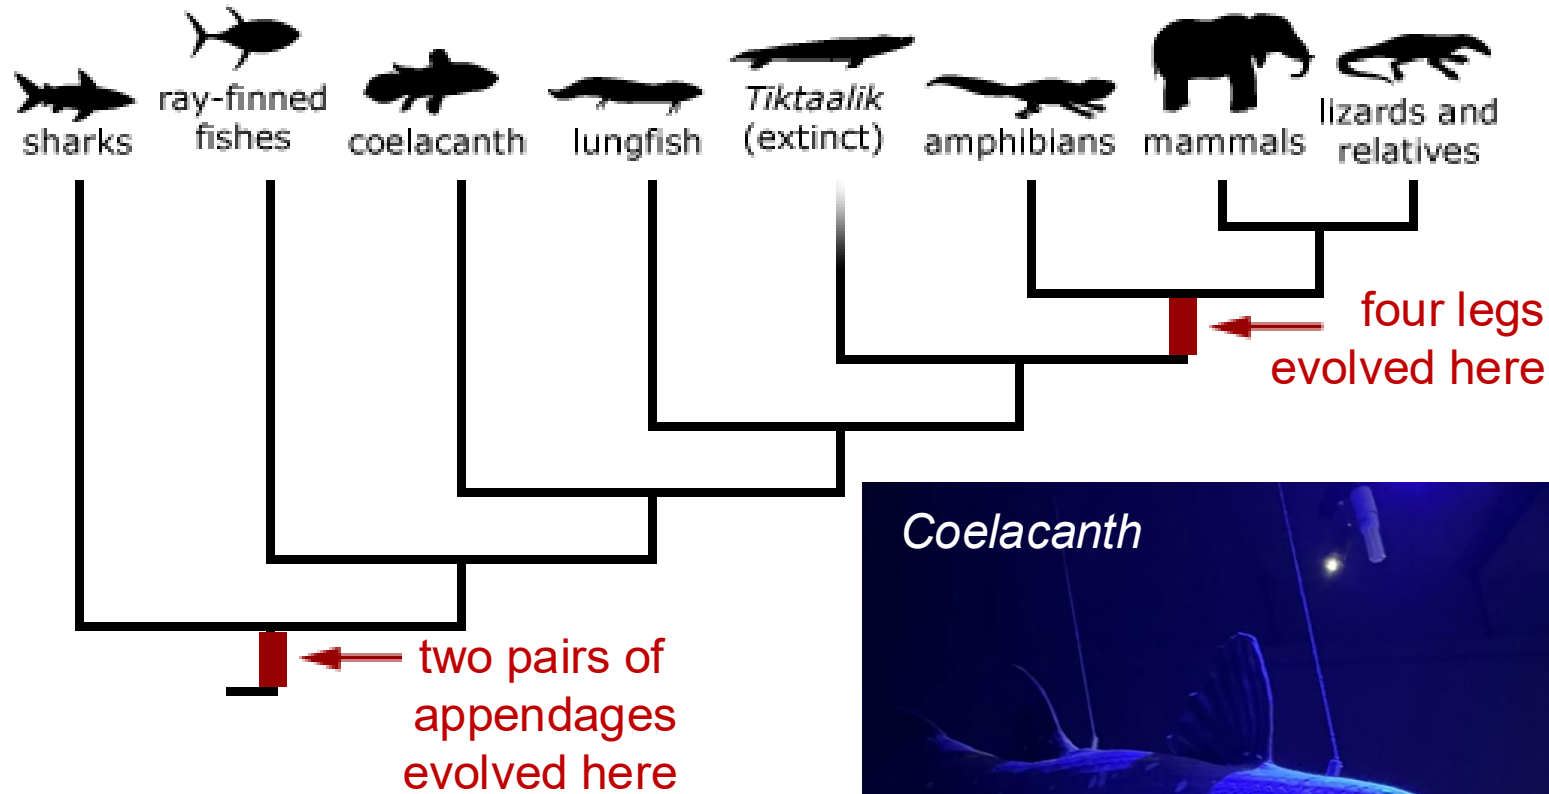 sharks
ray-finned
fishes
coelacanth
lungfish
Tiktaalik
(extinct)
amphibians
mammals
lizards and
relatives
four legs
evolved here
Coelacanth
two pairs of
appendages
evolved here